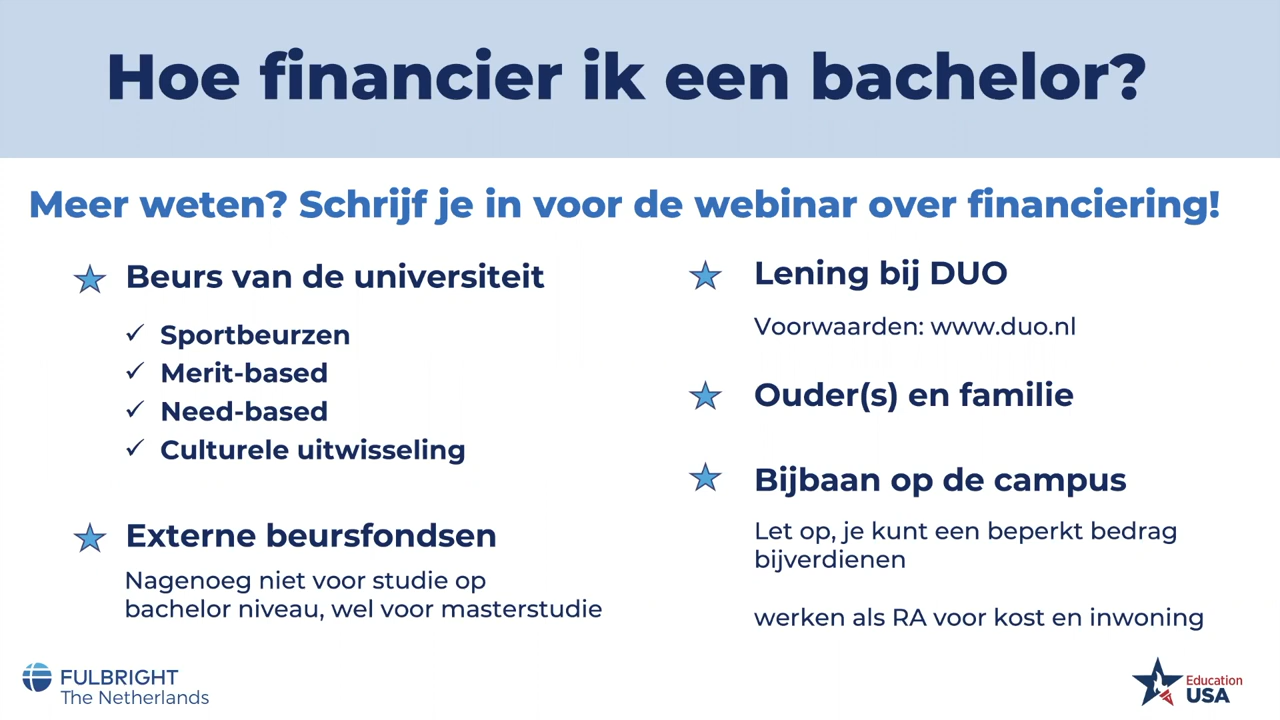 Hoe financier ik een bachelor?
Meer weten? Schrijf je in voor de webinar over financiering!
Beurs van de universiteit
✓ Sportbeurzen
✓ Merit-based
✓ Need-based
✓ Culturele uitwisseling
Externe beursfondsen
Nagenoeg niet voor studie op
bachelor niveau, wel voor masterstudie
Lening bij DUO
Voorwaarden: www.duo.nl
Ouder(s) en familie
Bijbaan op de campus
Let op, je kunt een beperkt bedrag
bijverdienen
werken als RA voor kost en inwoning
FULBRIGHT
The Netherlands
Education
USA